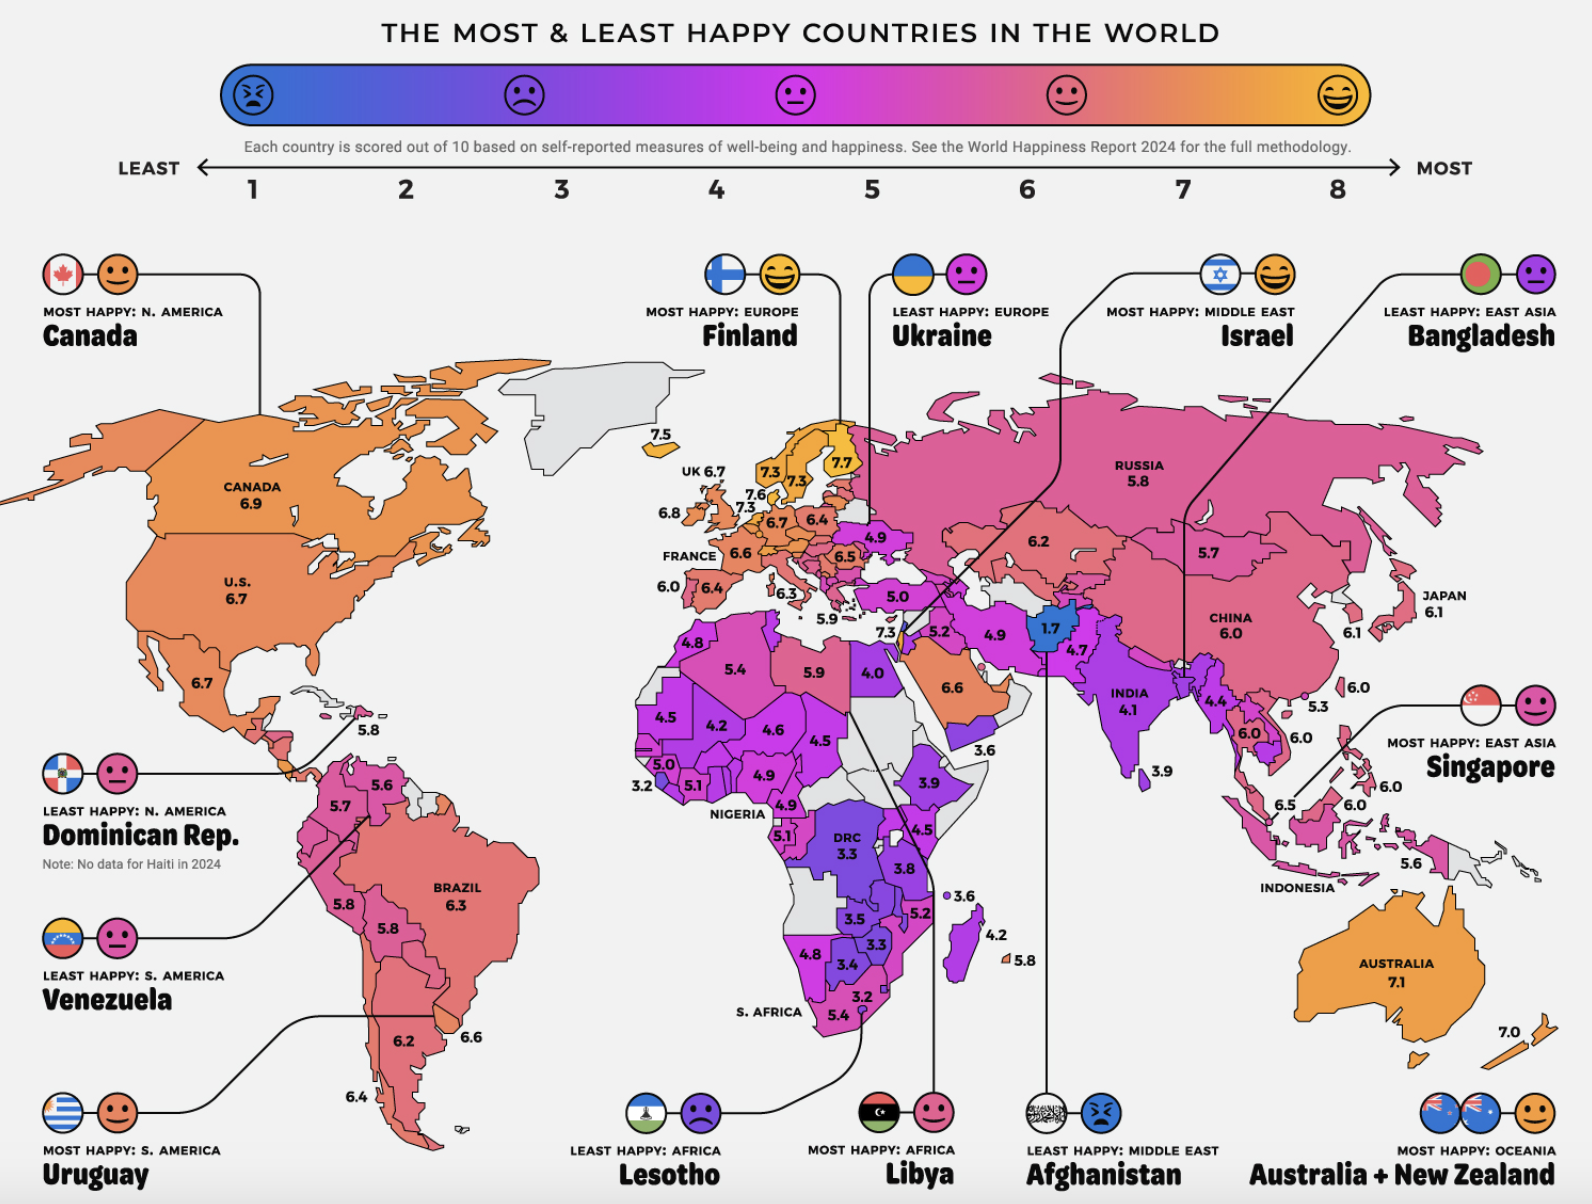 THE MOST & LEAST HAPPY COUNTRIES IN THE WORLD
Each country is scored out of 10 based on self-reported measures of well-being and happiness. See the World Happiness Report 2024 for the full methodology.
LEAST
MOST
1 2 3 4 5 6 7 8
MOST HAPPY: N. AMERICA
Canada
MOST HAPPY: EUROPE
Finland
LEAST HAPPY: EUROPE
Ukraine
MOST HAPPY: MIDDLE EAST
Israel
LEAST HAPPY: EAST ASIA
Bangladesh
CANADA
6.9
U.S.
6.7
6.7
5.8
LEAST HAPPY: N. AMERICA
Dominican Rep.
Note: No data for Haiti in 2024
LEAST HAPPY: S. AMERICA
Venezuela
MOST HAPPY: S. AMERICA
Uruguay
5.6
5.7
BRAZIL
6.3
5.8
5.8
6.2
6.6
6.4
7.5
UK 6.7
6.8
7.3
7.3
7.7
7.6
7.3
6.7
6.4
4.9
FRANCE
6.6
6.5
6.0
6.4
6.3
5.9
5.0
7.3
5.2
4.9
1.7
4.7
RUSSIA
5.8
6.2
5.7
CHINA
6.0
JAPAN
6.1
6.1
INDIA
4.1
4.4
3.9
6.0
5.3
6.0
6.0
6.0
6.0
6.5
5.6
INDONESIA
MOST HAPPY: EAST ASIA
Singapore
4.8
5.4
5.9
4.0
6.6
3.6
4.5
4.2
4.6
4.5
5.0
3.2
5.1
4.9
NIGERIA
4.9
5.1
3.9
4.5
DRC
3.3
3.8
3.6
3.5
5.2
4.2
5.8
4.8
3.4
3.3
3.2
S. AFRICA
5.4
AUSTRALIA
7.1
7.0
LEAST HAPPY: AFRICA
Lesotho
MOST HAPPY: AFRICA
Libya
LEAST HAPPY: MIDDLE EAST
Afghanistan
MOST HAPPY: OCEANIA
Australia + New Zealand